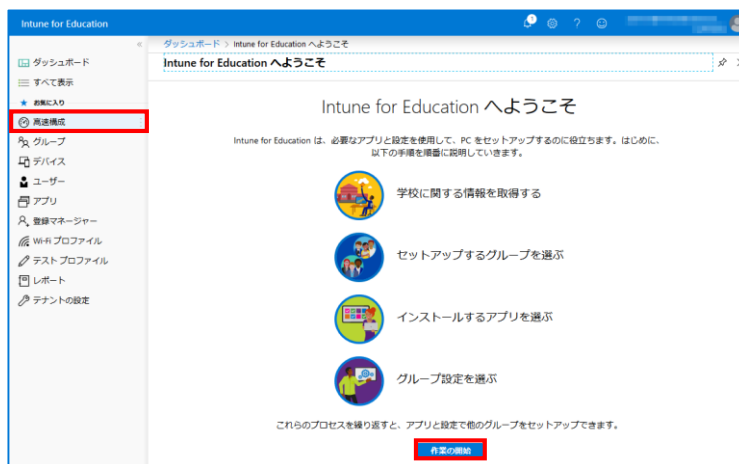 Intune for Education
?
«
ダッシュボード > Intune for Education へようこそ
ダッシュボード
Intune for Education へようこそ
すべて表示
★ お気に入り
高速構成
グループ
デバイス
ユーザー
アプリ
登録マネージャー
Wi-Fi プロファイル
テスト プロファイル
レポート
テナントの設定
Intune for Education へようこそ
Intune for Education は、必要なアプリと設定を使用して、PC をセットアップするのに役立ちます。はじめに、
以下の手順を順番に説明していきます。
学校に関する情報を取得する
セットアップするグループを選ぶ
インストールするアプリを選ぶ
グループ設定を選ぶ
これらのプロセスを繰り返すと、アプリと設定で他のグループをセットアップできます。
作業の開始